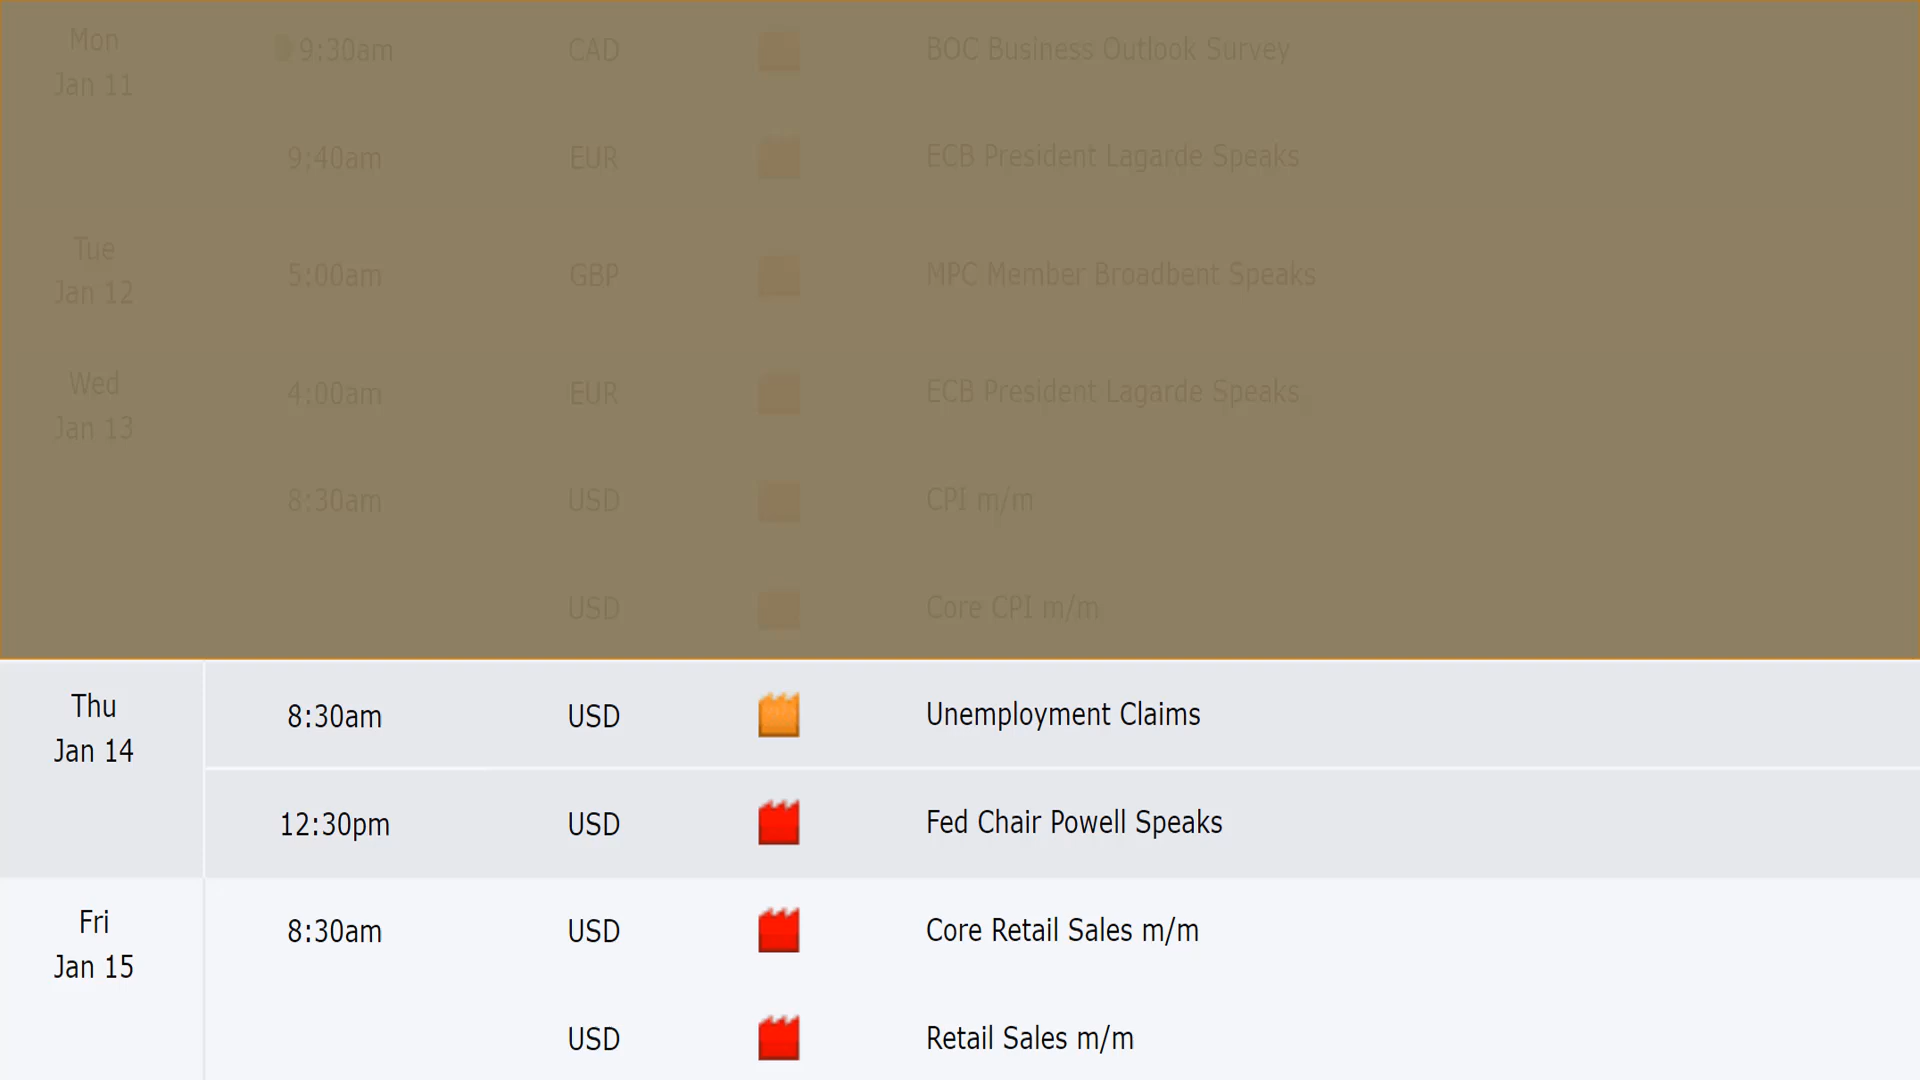 Mon
Jan 11
9:30am CAD BOC Business Outlook Survey
9:40am EUR ECB President Lagarde Speaks
Tue
Jan 12
5:00am GBP MPC Member Broadbent Speaks
Wed
Jan 13
4:00am EUR ECB President Lagarde Speaks
8:30am USD CPI m/m
USD Core CPI m/m
Thu
Jan 14
8:30am USD Unemployment Claims
12:30pm USD Fed Chair Powell Speaks
Fri
Jan 15
8:30am USD Core Retail Sales m/m
USD Retail Sales m/m